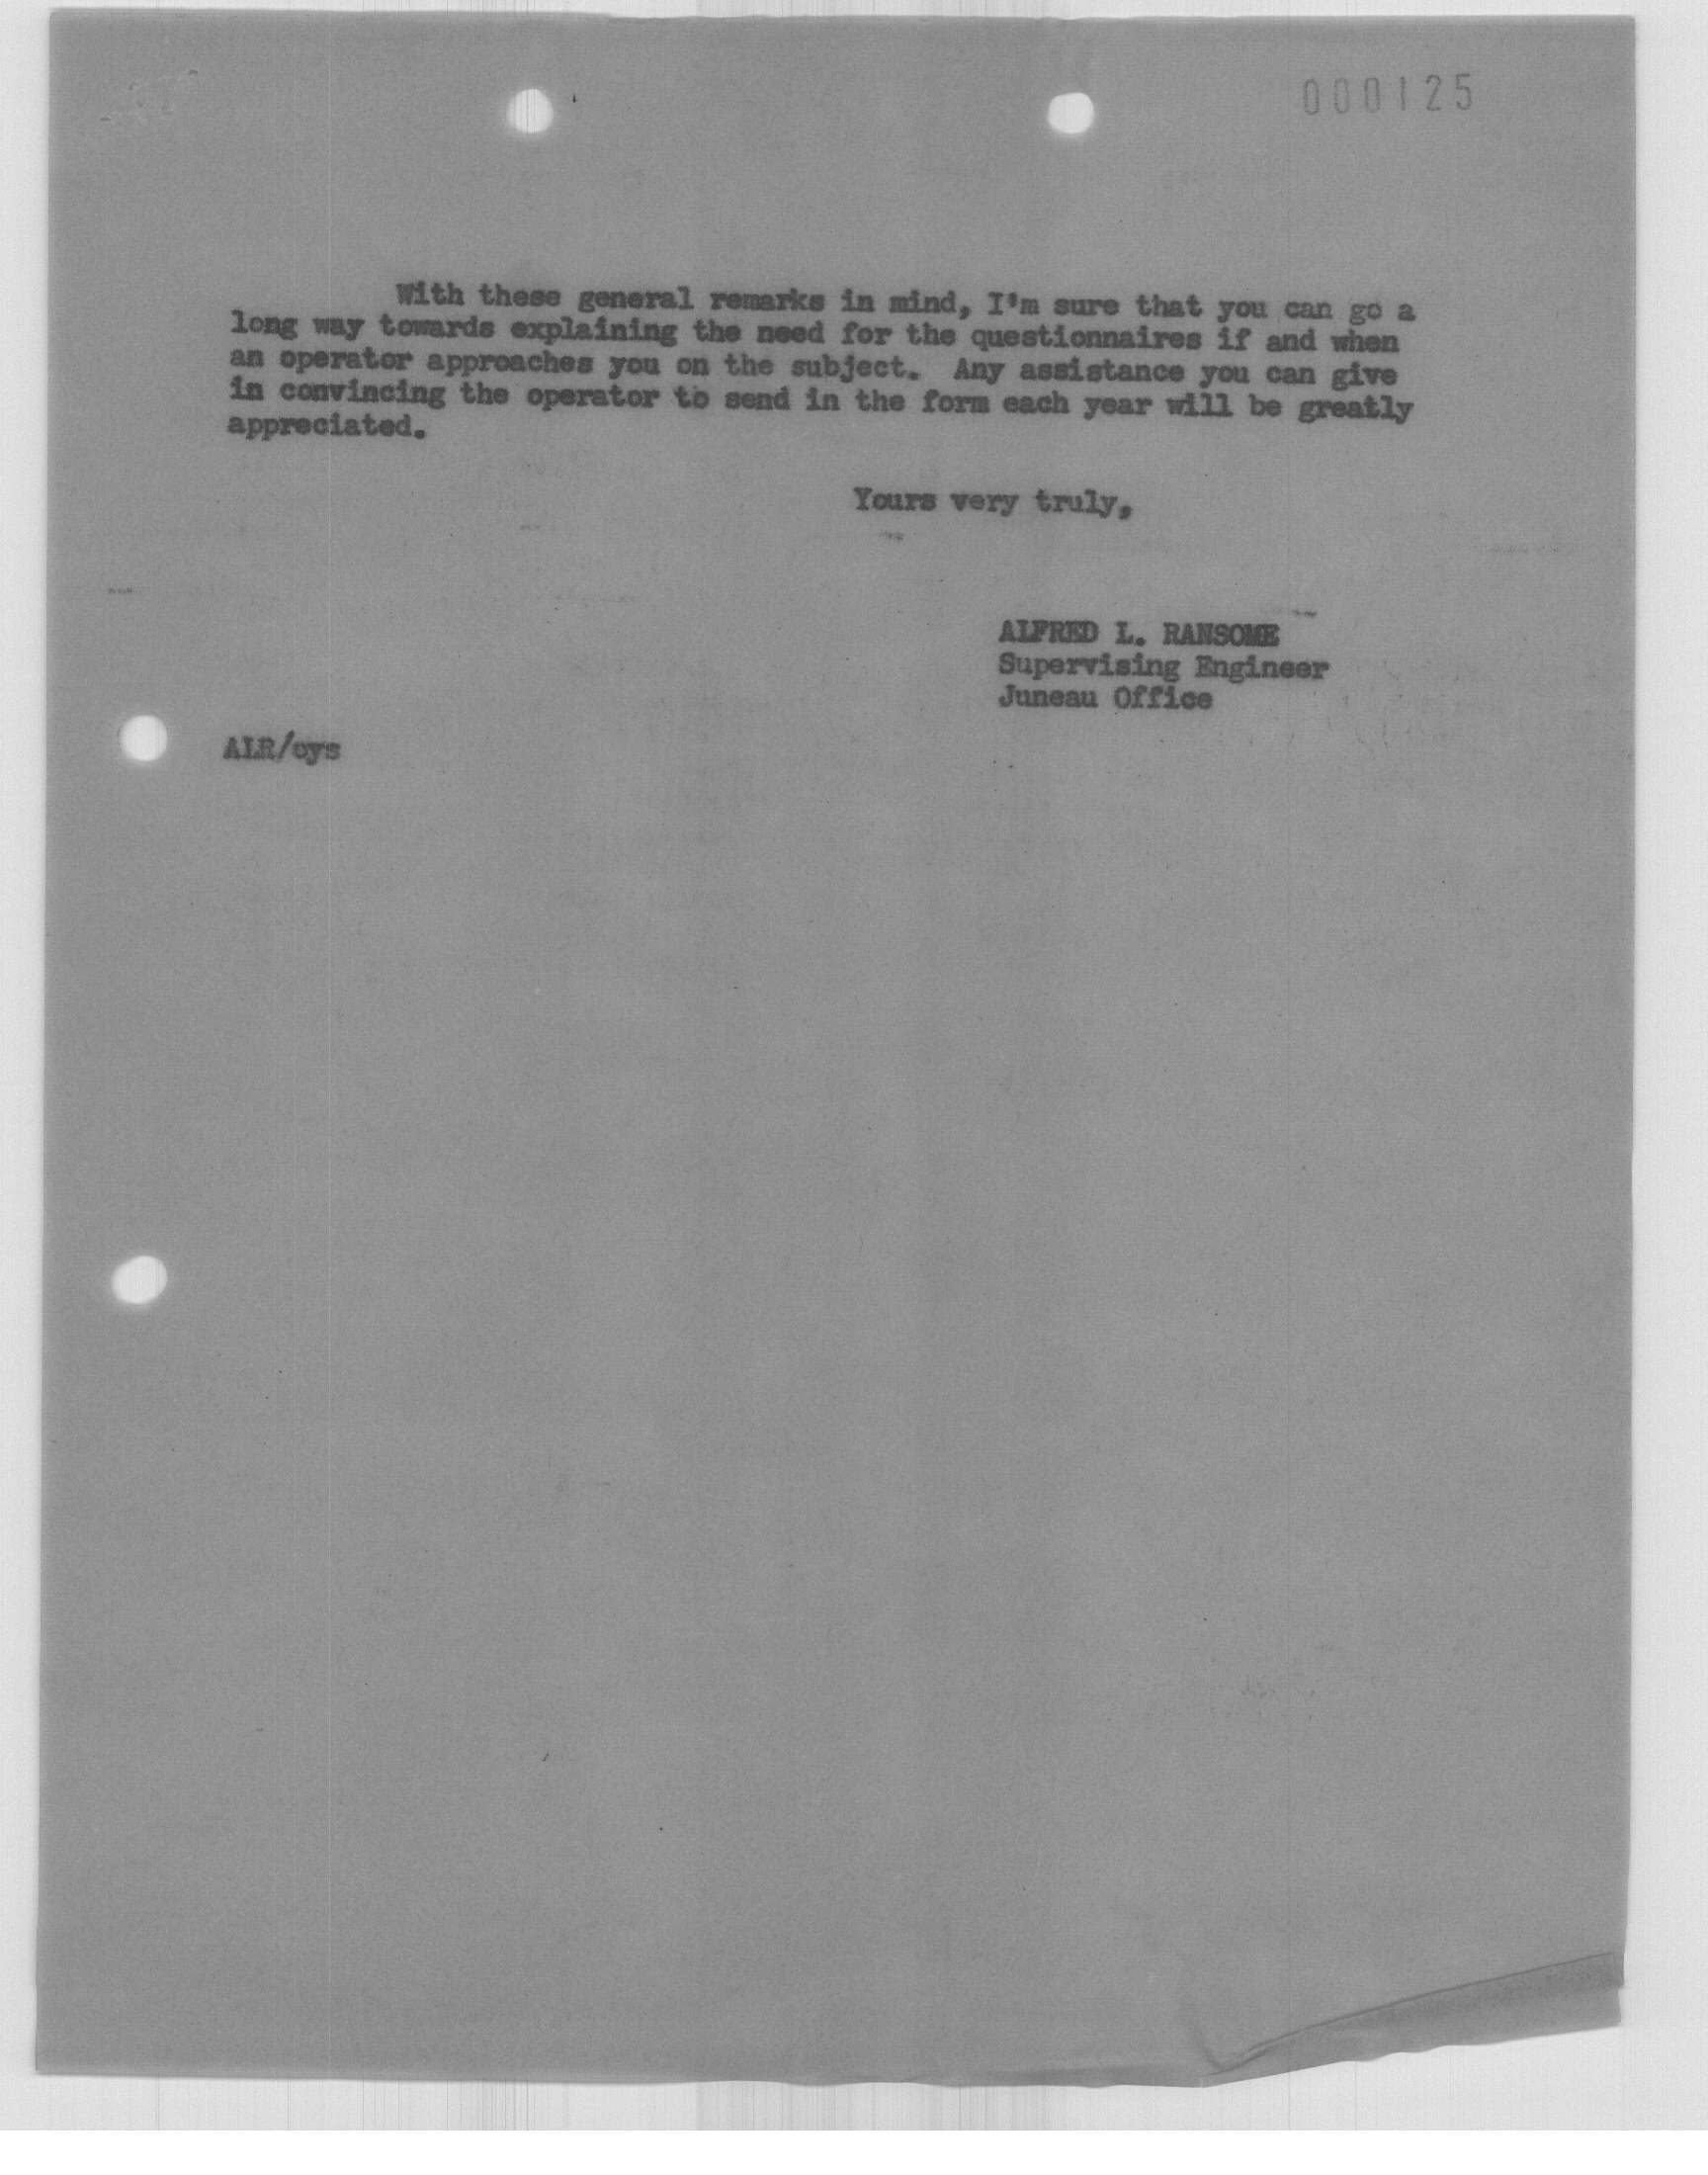 000125
With these general remarks in mind, I'm sure that you can go a
long way towards explaining the need for the questionnaires if and when
an operator approaches you on the subject. Any assistance you can give
in convincing the operator to send in the form each year will be greatly
appreciated.
Yours very truly,
ALFRED L. RANSOME
Supervising Engineer
Juneau Office
ALR/cys